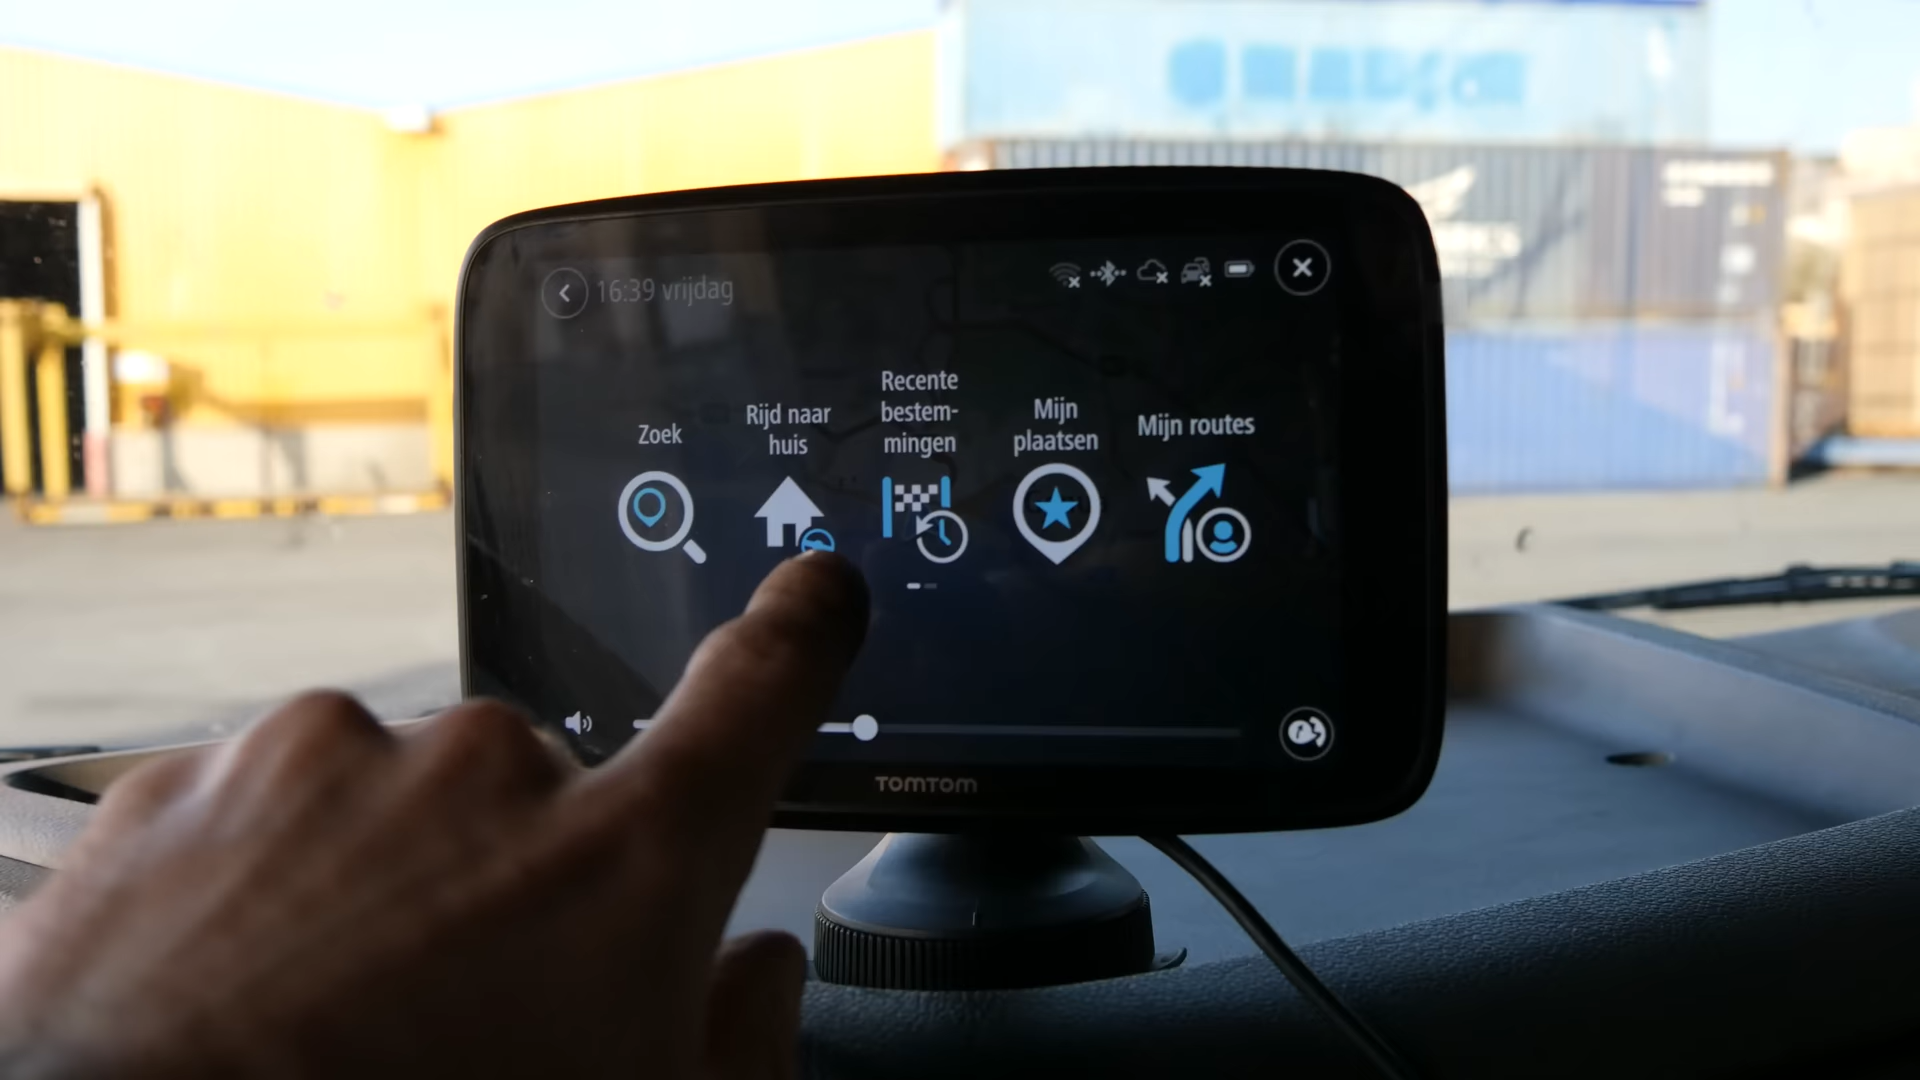 16:39 vrijdag
Zoek
Rijd naar
huis
Recente
bestem-
mingen
Mijn
plaatsen
Mijn routes
TOMTOM